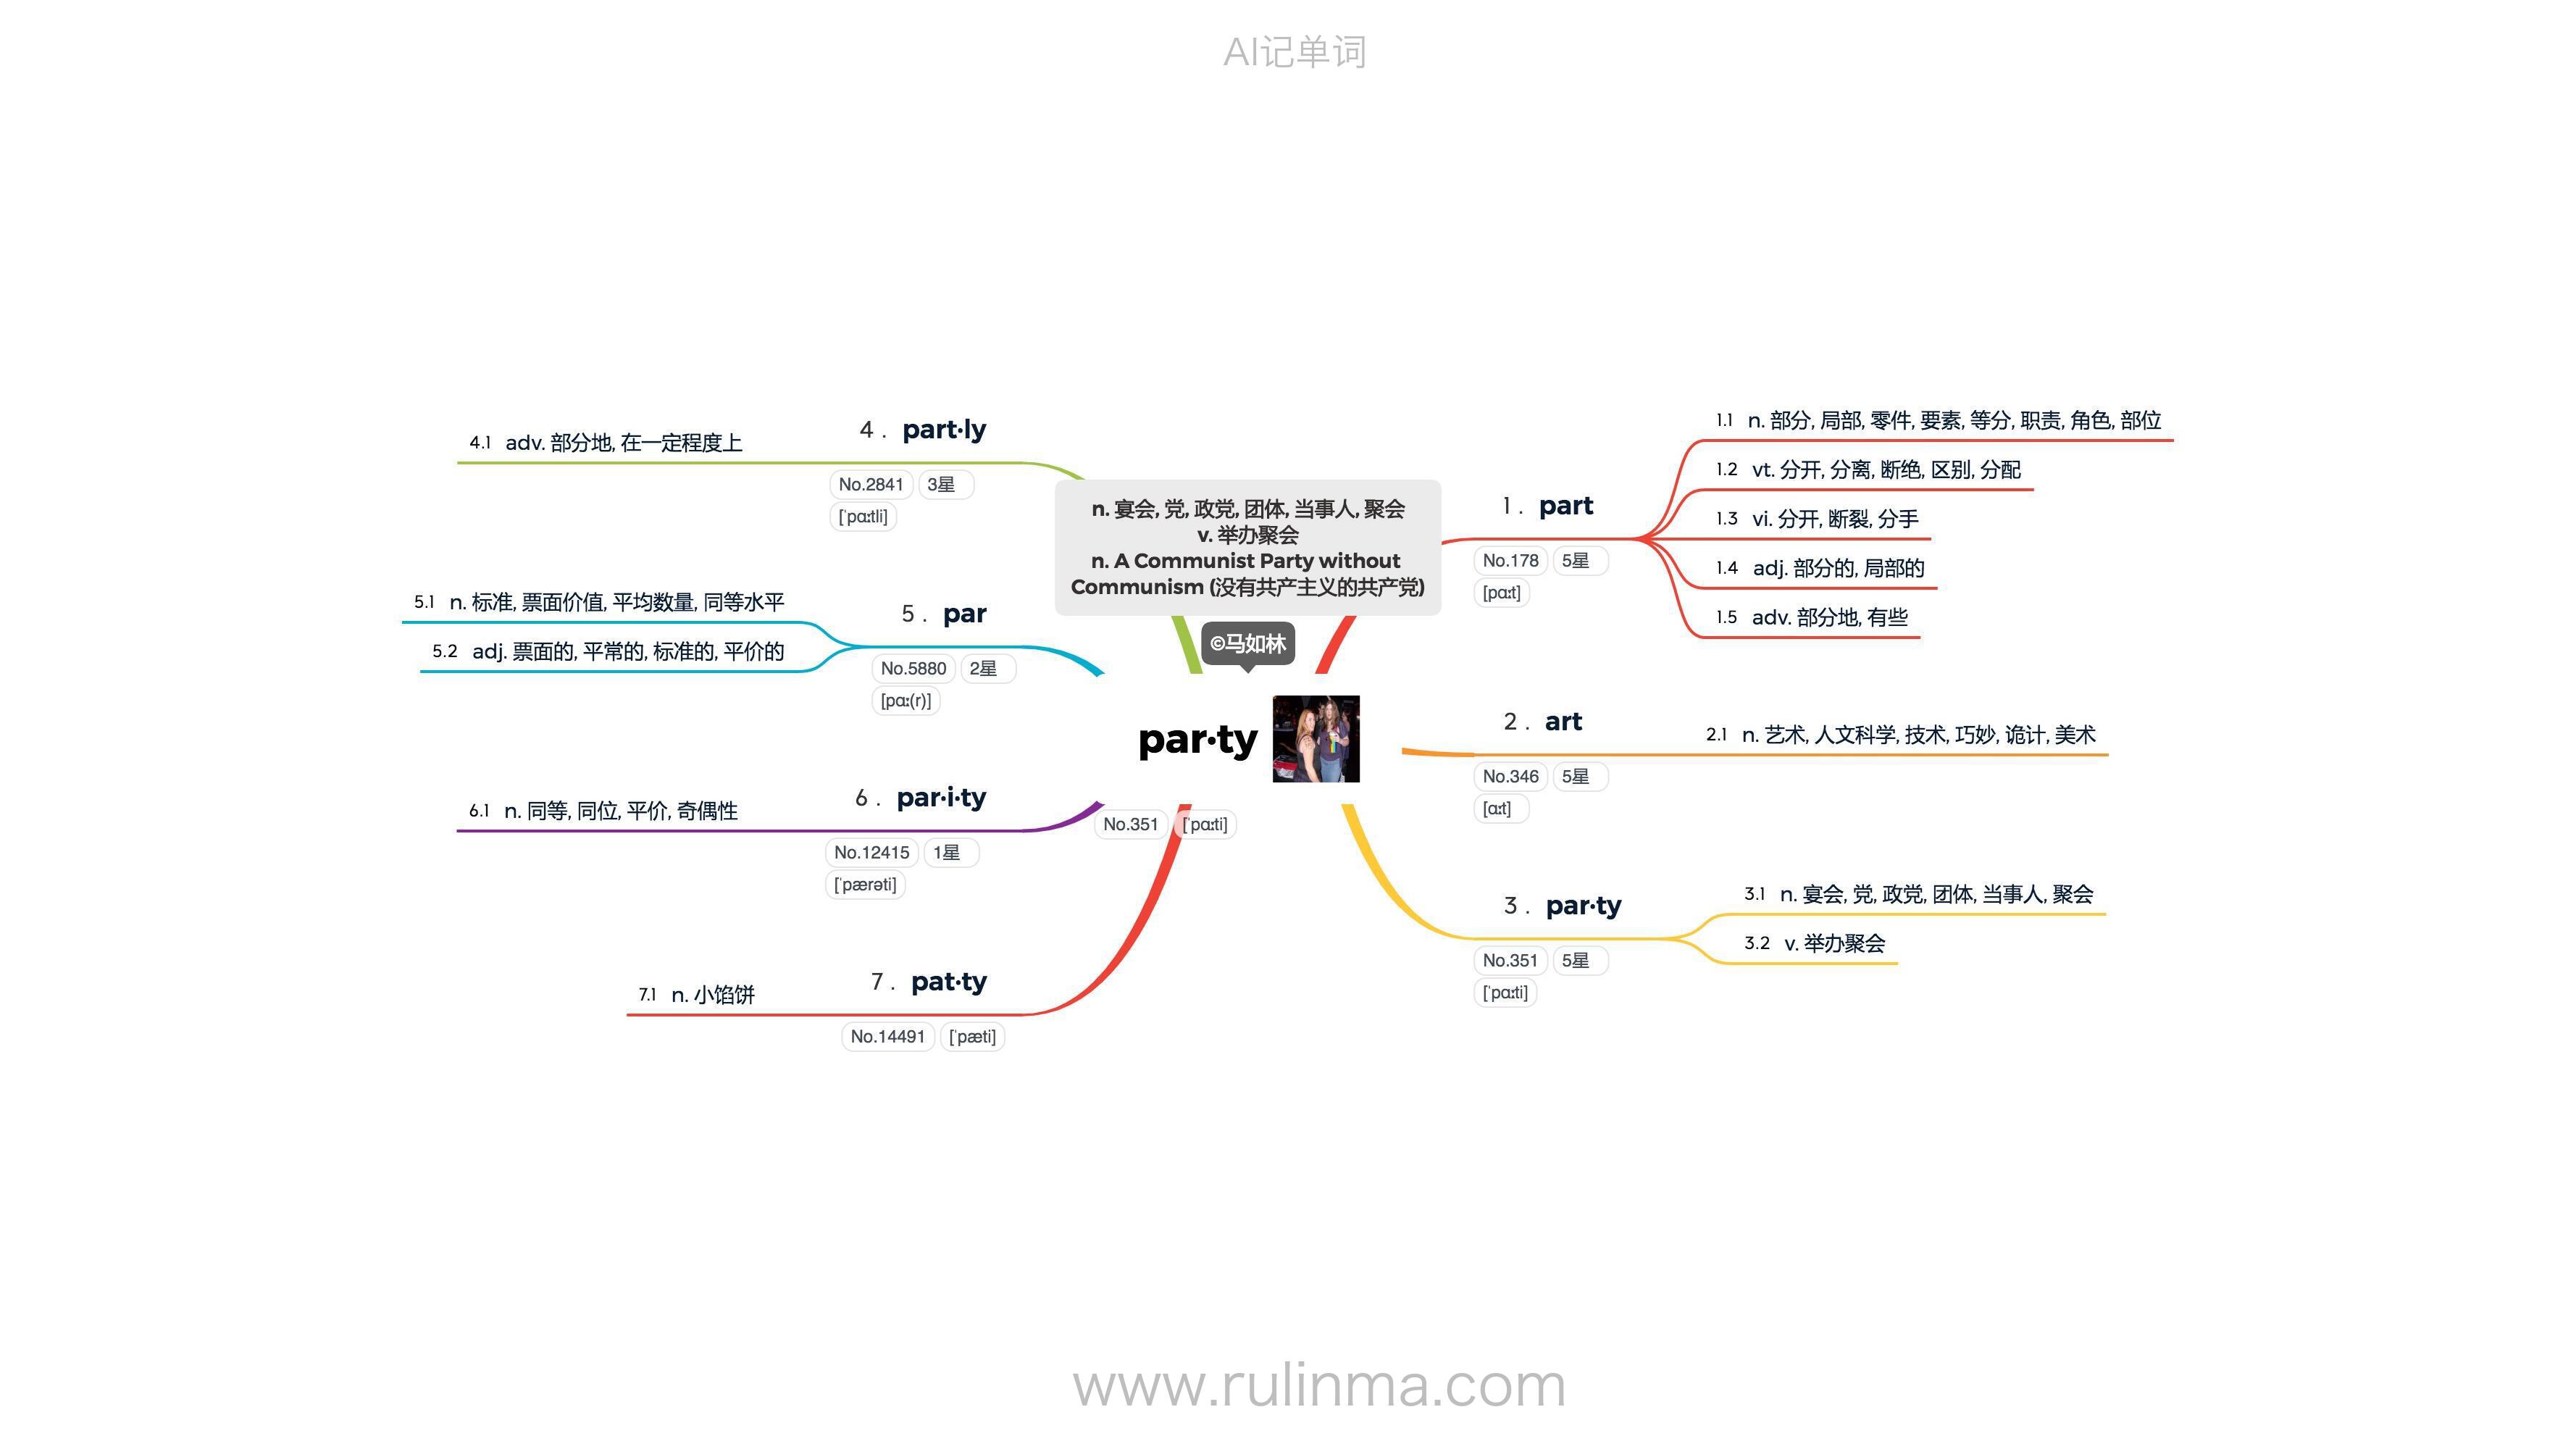 AI记单词
n. 宴会, 党, 政党, 团体, 当事人, 聚会
v. 举办聚会
n. A Communist Party without
Communism (没有共产主义的共产党)
©马如林
par·ty
No.351 [ˈpɑːti]
1 . part
No.178 5星
[pɑːt]
1.1 n. 部分, 局部, 零件, 要素, 等分, 职责, 角色, 部位
1.2 vt. 分开, 分离, 断绝, 区别, 分配
1.3 vi. 分开, 断裂, 分手
1.4 adj. 部分的, 局部的
1.5 adv. 部分地, 有些
2 . art
No.346 5星
[ɑːt]
2.1 n. 艺术, 人文科学, 技术, 巧妙, 诡计, 美术
3 . par·ty
No.351 5星
[ˈpɑːti]
3.1 n. 宴会, 党, 政党, 团体, 当事人, 聚会
3.2 v. 举办聚会
4 . part·ly
No.2841 3星
[ˈpɑːtli]
4.1 adv. 部分地, 在一定程度上
5 . par
No.5880 2星
[pɑː(r)]
5.1 n. 标准, 票面价值, 平均数量, 同等水平
5.2 adj. 票面的, 平常的, 标准的, 平价的
6 . par·i·ty
No.12415 1星
[ˈpærəti]
6.1 n. 同等, 同位, 平价, 奇偶性
7 . pat·ty
No.14491 [ˈpæti]
7.1 n. 小馅饼
www.rulinma.com